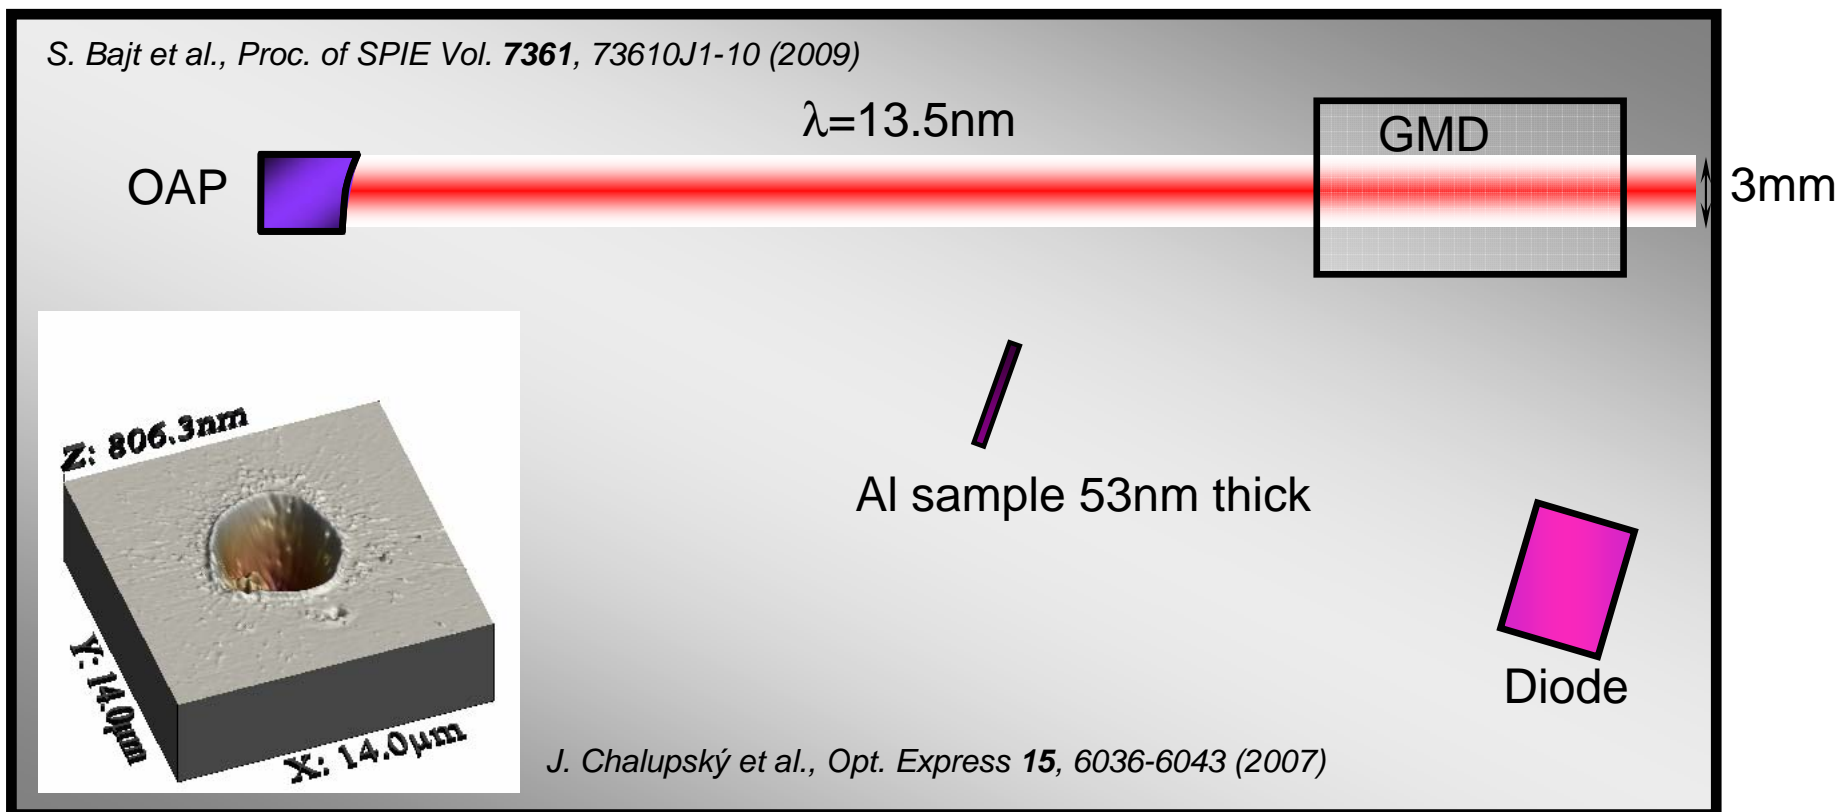 S. Bajt et al., Proc. of SPIE Vol. 7361, 73610J1-10 (2009)
λ=13.5nm
GMD
OAP
3mm
Z: 806.3nm
Al sample 53nm thick
Y: 14.0μm
X: 14.0μm
Diode
J. Chalupský et al., Opt. Express 15, 6036-6043 (2007)